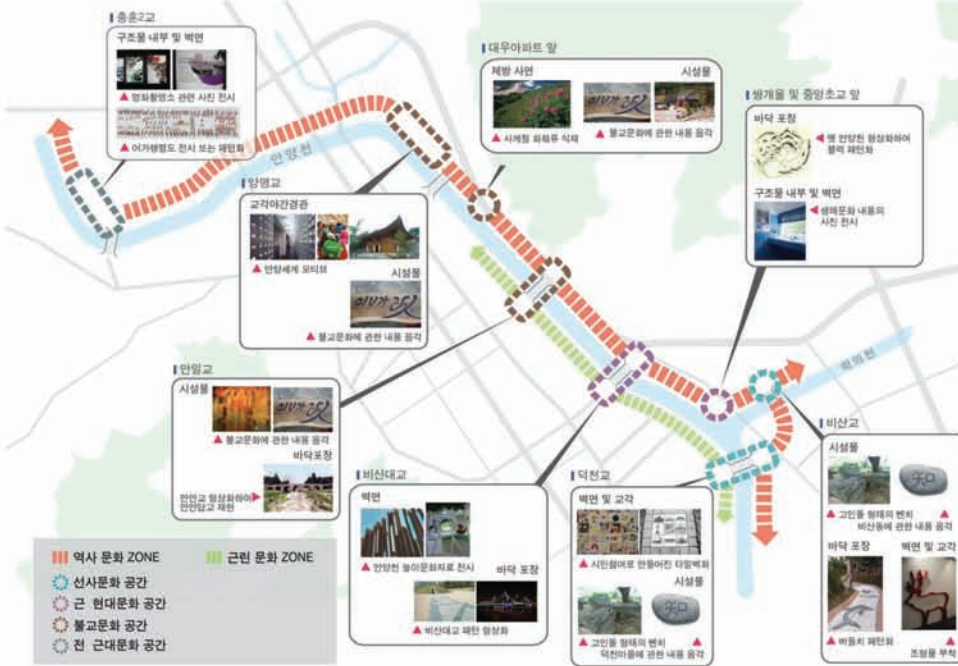 충훈2교
구조물 내부 및 벽면
▲ 영화촬영소 관련 사진 전시
▲ 어가행렬도 전시 또는 패턴화
대우아파트 앞
제방 사면
시설물
▲ 사계절 화훼류 식재
▲ 불교문화에 관한 내용 음각
쌍개울 및 중앙초교 앞
바닥 포장
◀ 옛 안양천 형상화하여
블럭 패턴화
구조물 내부 및 벽면
◀ 생태문화 내용의
사진 전시
안양천
양명교
교각야간경관
▲ 안양세계 모티브
시설물
▲ 불교문화에 관한 내용 음각
학의천
만일교
시설물
▲ 불교문화에 관한 내용 음각
바닥포장
만안교 형상화하여 ▶
만안답교 재현
비산대교
벽면
▲ 안양천 놀이문화자료 전시
바닥 포장
▲ 비산대교 패턴 형상화
덕천교
벽면 및 교각
▲ 시민참여로 만들어진 타일벽화
시설물
▲ 고인돌 형태의 벤치 ▲
덕천마을에 관한 내용 음각
비산교
시설물
▲ 고인돌 형태의 벤치 ▲
비산동에 관한 내용 음각
바닥 포장
벽면 및 교각
▲ 버들치 패턴화
▲
조형물 부착
역사 문화 ZONE
근린 문화 ZONE
선사문화 공간
근 현대문화 공간
불교문화 공간
전 근대문화 공간